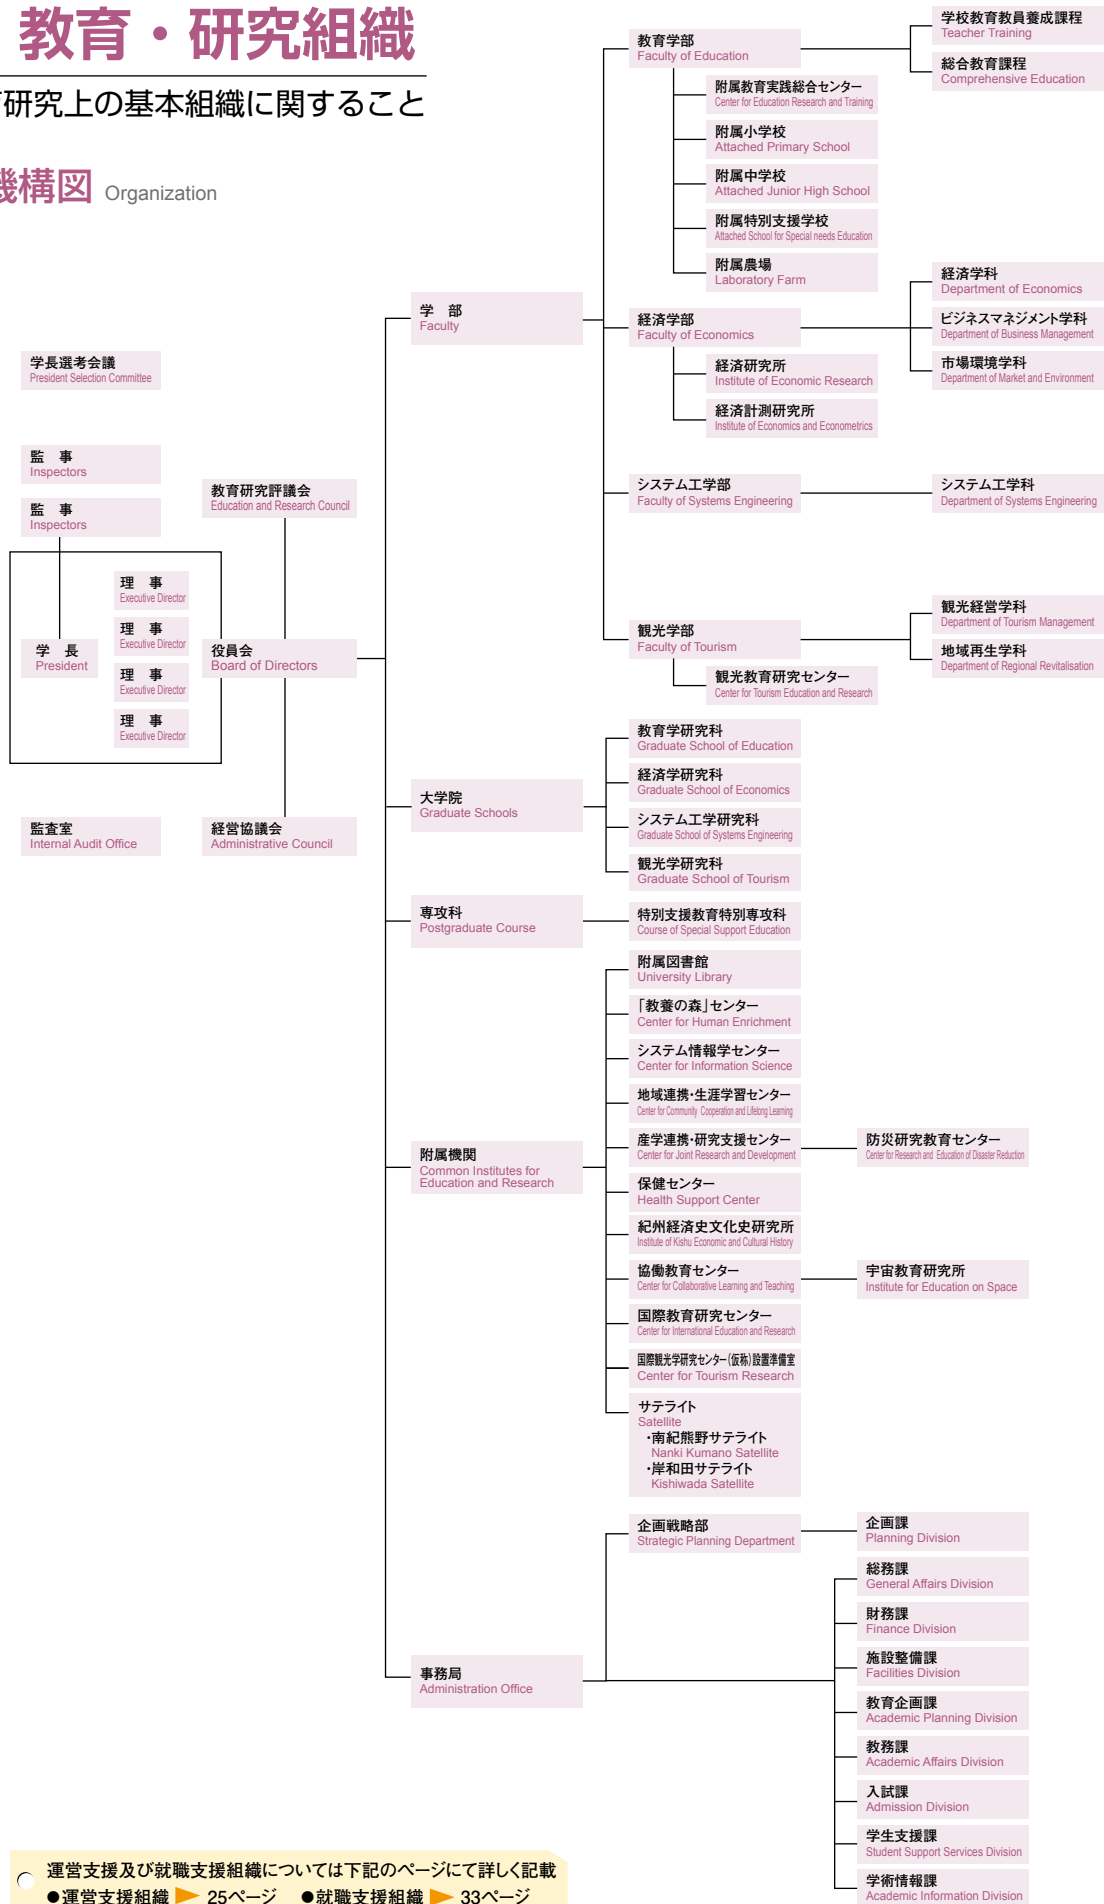 教育・研究組織
育研究上の基本組織に関すること
機構図 Organization
学長選考会議
President Selection Committee
監　事
Inspectors
監　事
Inspectors
学　長
President
理　事
Executive Director
理　事
Executive Director
理　事
Executive Director
理　事
Executive Director
監査室
Internal Audit Office
教育研究評議会
Education and Research Council
役員会
Board of Directors
経営協議会
Administrative Council
学　部
Faculty
教育学部
Faculty of Education
学校教育教員養成課程
Teacher Training
総合教育課程
Comprehensive Education
附属教育実践総合センター
Center for Education Research and Training
附属小学校
Attached Primary School
附属中学校
Attached Junior High School
附属特別支援学校
Attached School for Special needs Education
附属農場
Laboratory Farm
経済学部
Faculty of Economics
経済学科
Department of Economics
ビジネスマネジメント学科
Department of Business Management
市場環境学科
Department of Market and Environment
経済研究所
Institute of Economic Research
経済計測研究所
Institute of Economics and Econometrics
システム工学部
Faculty of Systems Engineering
システム工学科
Department of Systems Engineering
観光学部
Faculty of Tourism
観光経営学科
Department of Tourism Management
地域再生学科
Department of Regional Revitalisation
観光教育研究センター
Center for Tourism Education and Research
大学院
Graduate Schools
教育学研究科
Graduate School of Education
経済学研究科
Graduate School of Economics
システム工学研究科
Graduate School of Systems Engineering
観光学研究科
Graduate School of Tourism
専攻科
Postgraduate Course
特別支援教育特別専攻科
Course of Special Support Education
附属機関
Common Institutes for
Education and Research
附属図書館
University Library
「教養の森」センター
Center for Human Enrichment
システム情報学センター
Center for Information Science
地域連携・生涯学習センター
Center for Community Cooperation and Lifelong Learning
産学連携・研究支援センター
Center for Joint Research and Development
防災研究教育センター
Center for Research and Education of Disaster Reduction
保健センター
Health Support Center
紀州経済史文化史研究所
Institute of Kishu Economic and Cultural History
協働教育センター
Center for Collaborative Learning and Teaching
宇宙教育研究所
Institute for Education on Space
国際教育研究センター
Center for International Education and Research
国際観光学研究センター（仮称）設置準備室
Center for Tourism Research
サテライト
Satellite
・南紀熊野サテライト
Nanki Kumano Satellite
・岸和田サテライト
Kishiwada Satellite
事務局
Administration Office
企画戦略部
Strategic Planning Department
企画課
Planning Division
総務課
General Affairs Division
財務課
Finance Division
施設整備課
Facilities Division
教育企画課
Academic Planning Division
教務課
Academic Affairs Division
入試課
Admission Division
学生支援課
Student Support Services Division
学術情報課
Academic Information Division
運営支援及び就職支援組織については下記のページにて詳しく記載
●運営支援組織 ▶ 25ページ　●就職支援組織 ▶ 33ページ